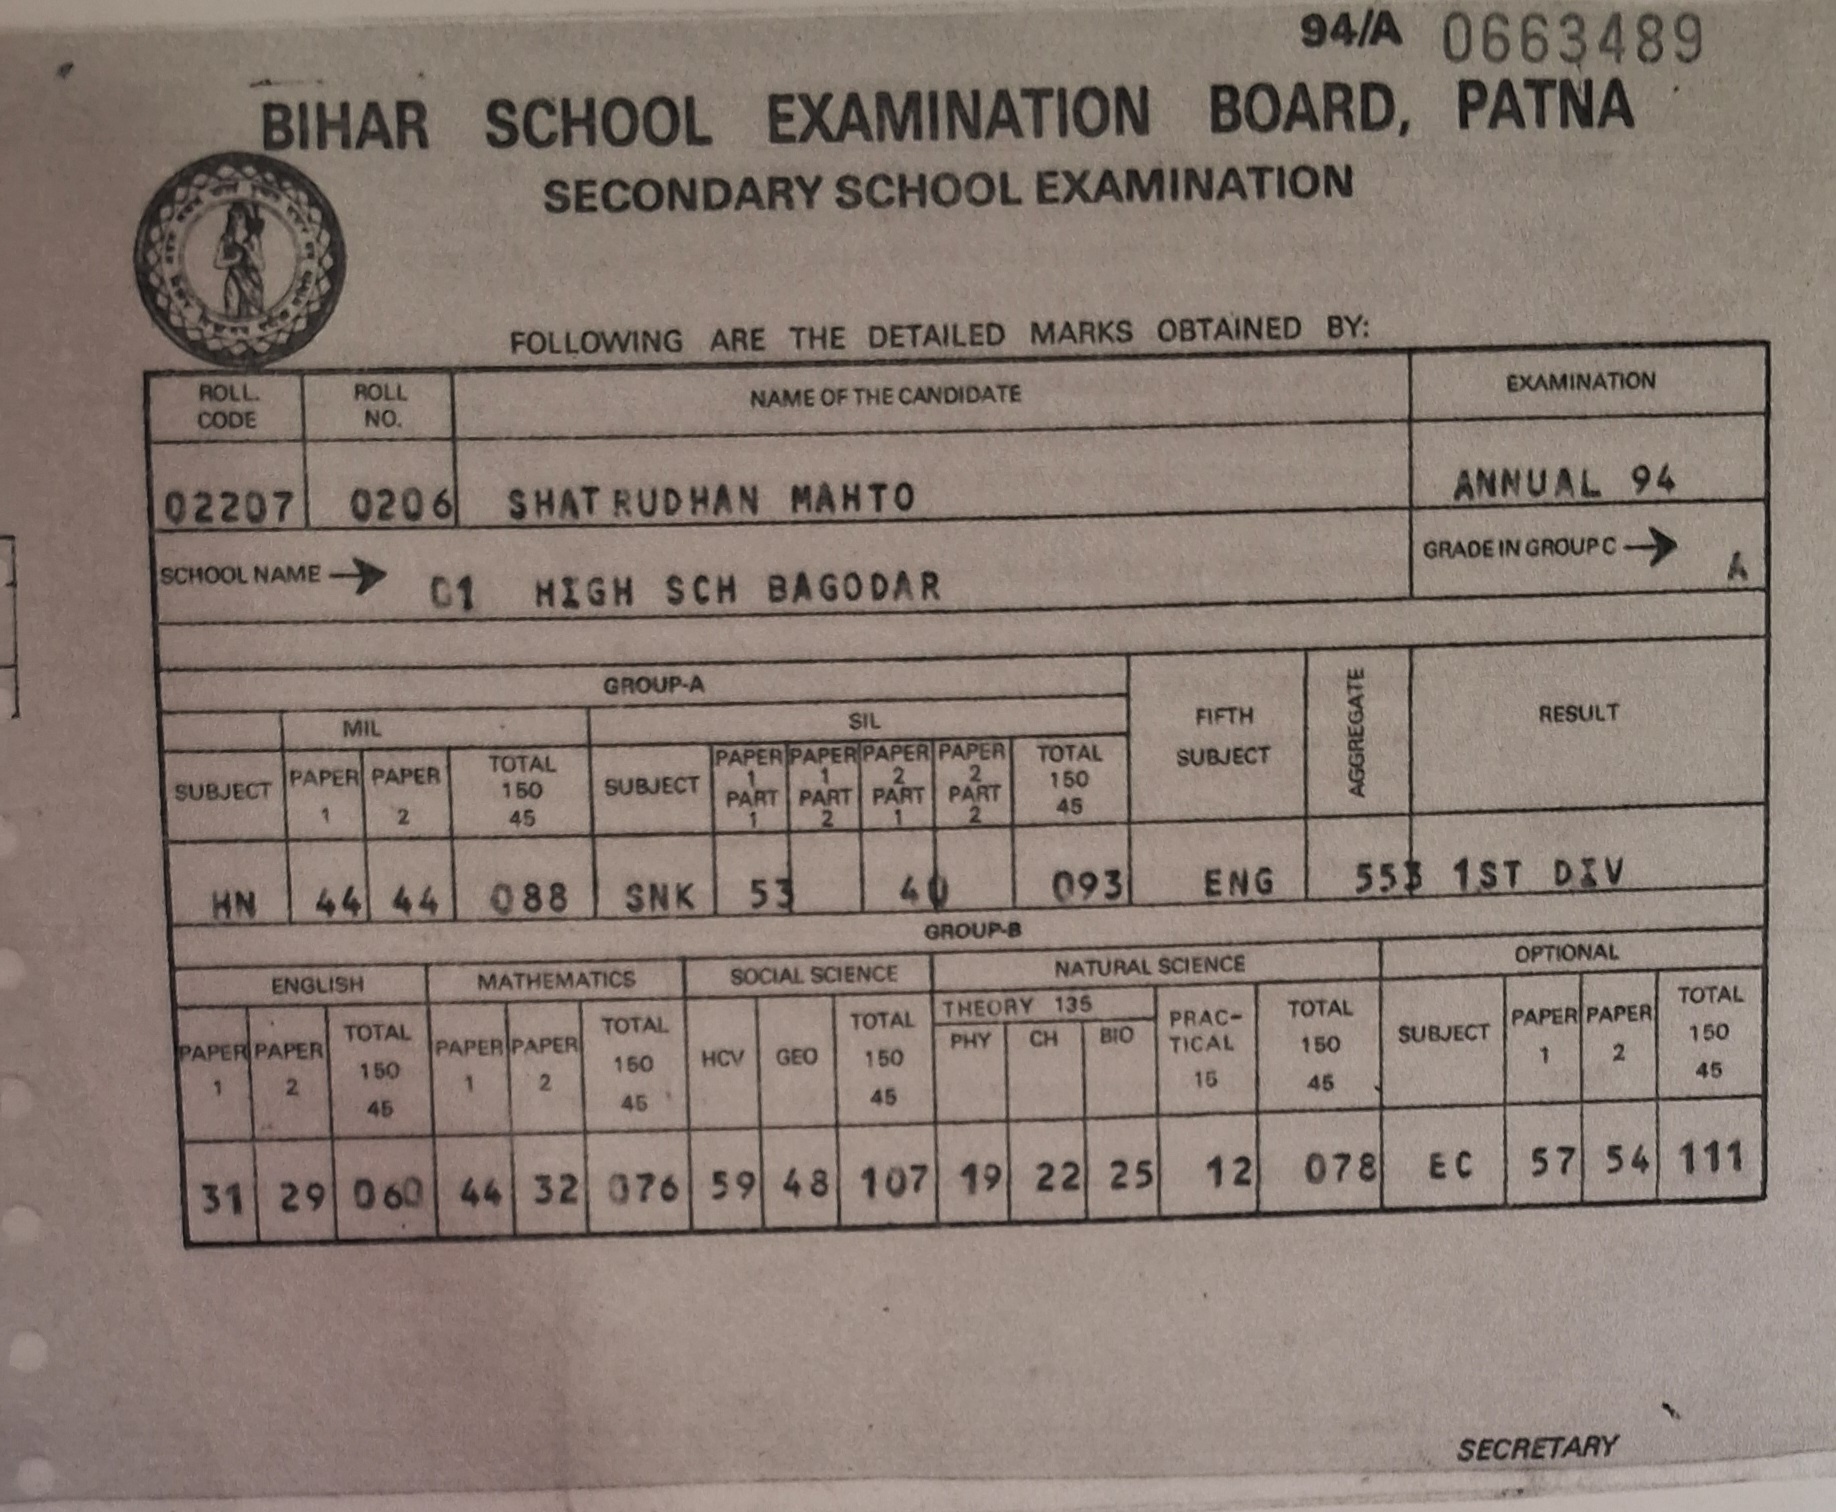 94/A 0663489
BIHAR SCHOOL EXAMINATION BOARD, PATNA
SECONDARY SCHOOL EXAMINATION
FOLLOWING ARE THE DETAILED MARKS OBTAINED BY:
ROLL. CODE ROLL NO. NAME OF THE CANDIDATE EXAMINATION
02207 0206 SHATRUDHAN MAHTO ANNUAL 94
SCHOOL NAME → 01 HIGH SCH BAGODAR GRADE IN GROUP C → A
GROUP-A
MIL SIL FIFTH SUBJECT AGGREGATE RESULT
SUBJECT PAPER 1 PAPER 2 TOTAL 150 45 SUBJECT PAPER 1 PART 1 PAPER 1 PART 2 PAPER 2 PART 1 PAPER 2 PART 2 TOTAL 150 45
HN 44 44 088 SNK 53 40 093 ENG 553 1ST DIV
GROUP-B
ENGLISH MATHEMATICS SOCIAL SCIENCE NATURAL SCIENCE OPTIONAL
PAPER 1 PAPER 2 TOTAL 150 45 PAPER 1 PAPER 2 TOTAL 150 45 HCV GEO TOTAL 150 45 THEORY 135 PHY CH BIO PRAC-TICAL 15 TOTAL 150 45 SUBJECT PAPER 1 PAPER 2 TOTAL 150 45
31 29 060 44 32 076 59 48 107 19 22 25 12 078 EC 57 54 111
SECRETARY